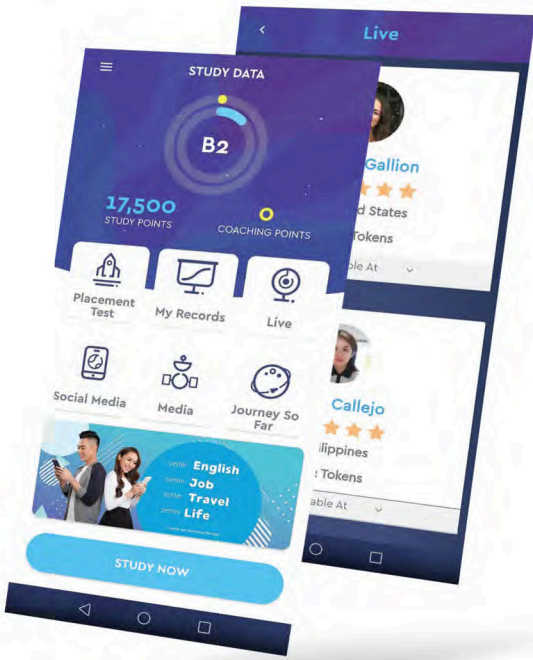 STUDY DATA
B2
17,500
STUDY POINTS
0
COACHING POINTS
Placement
Test
My Records
Live
Social Media
Media
Journey So
Far
better English
better Job
better Travel
better Life
STUDY NOW
Live
Gallion
d States
Tokens
ble At
Callejo
ilippines
Tokens
able At